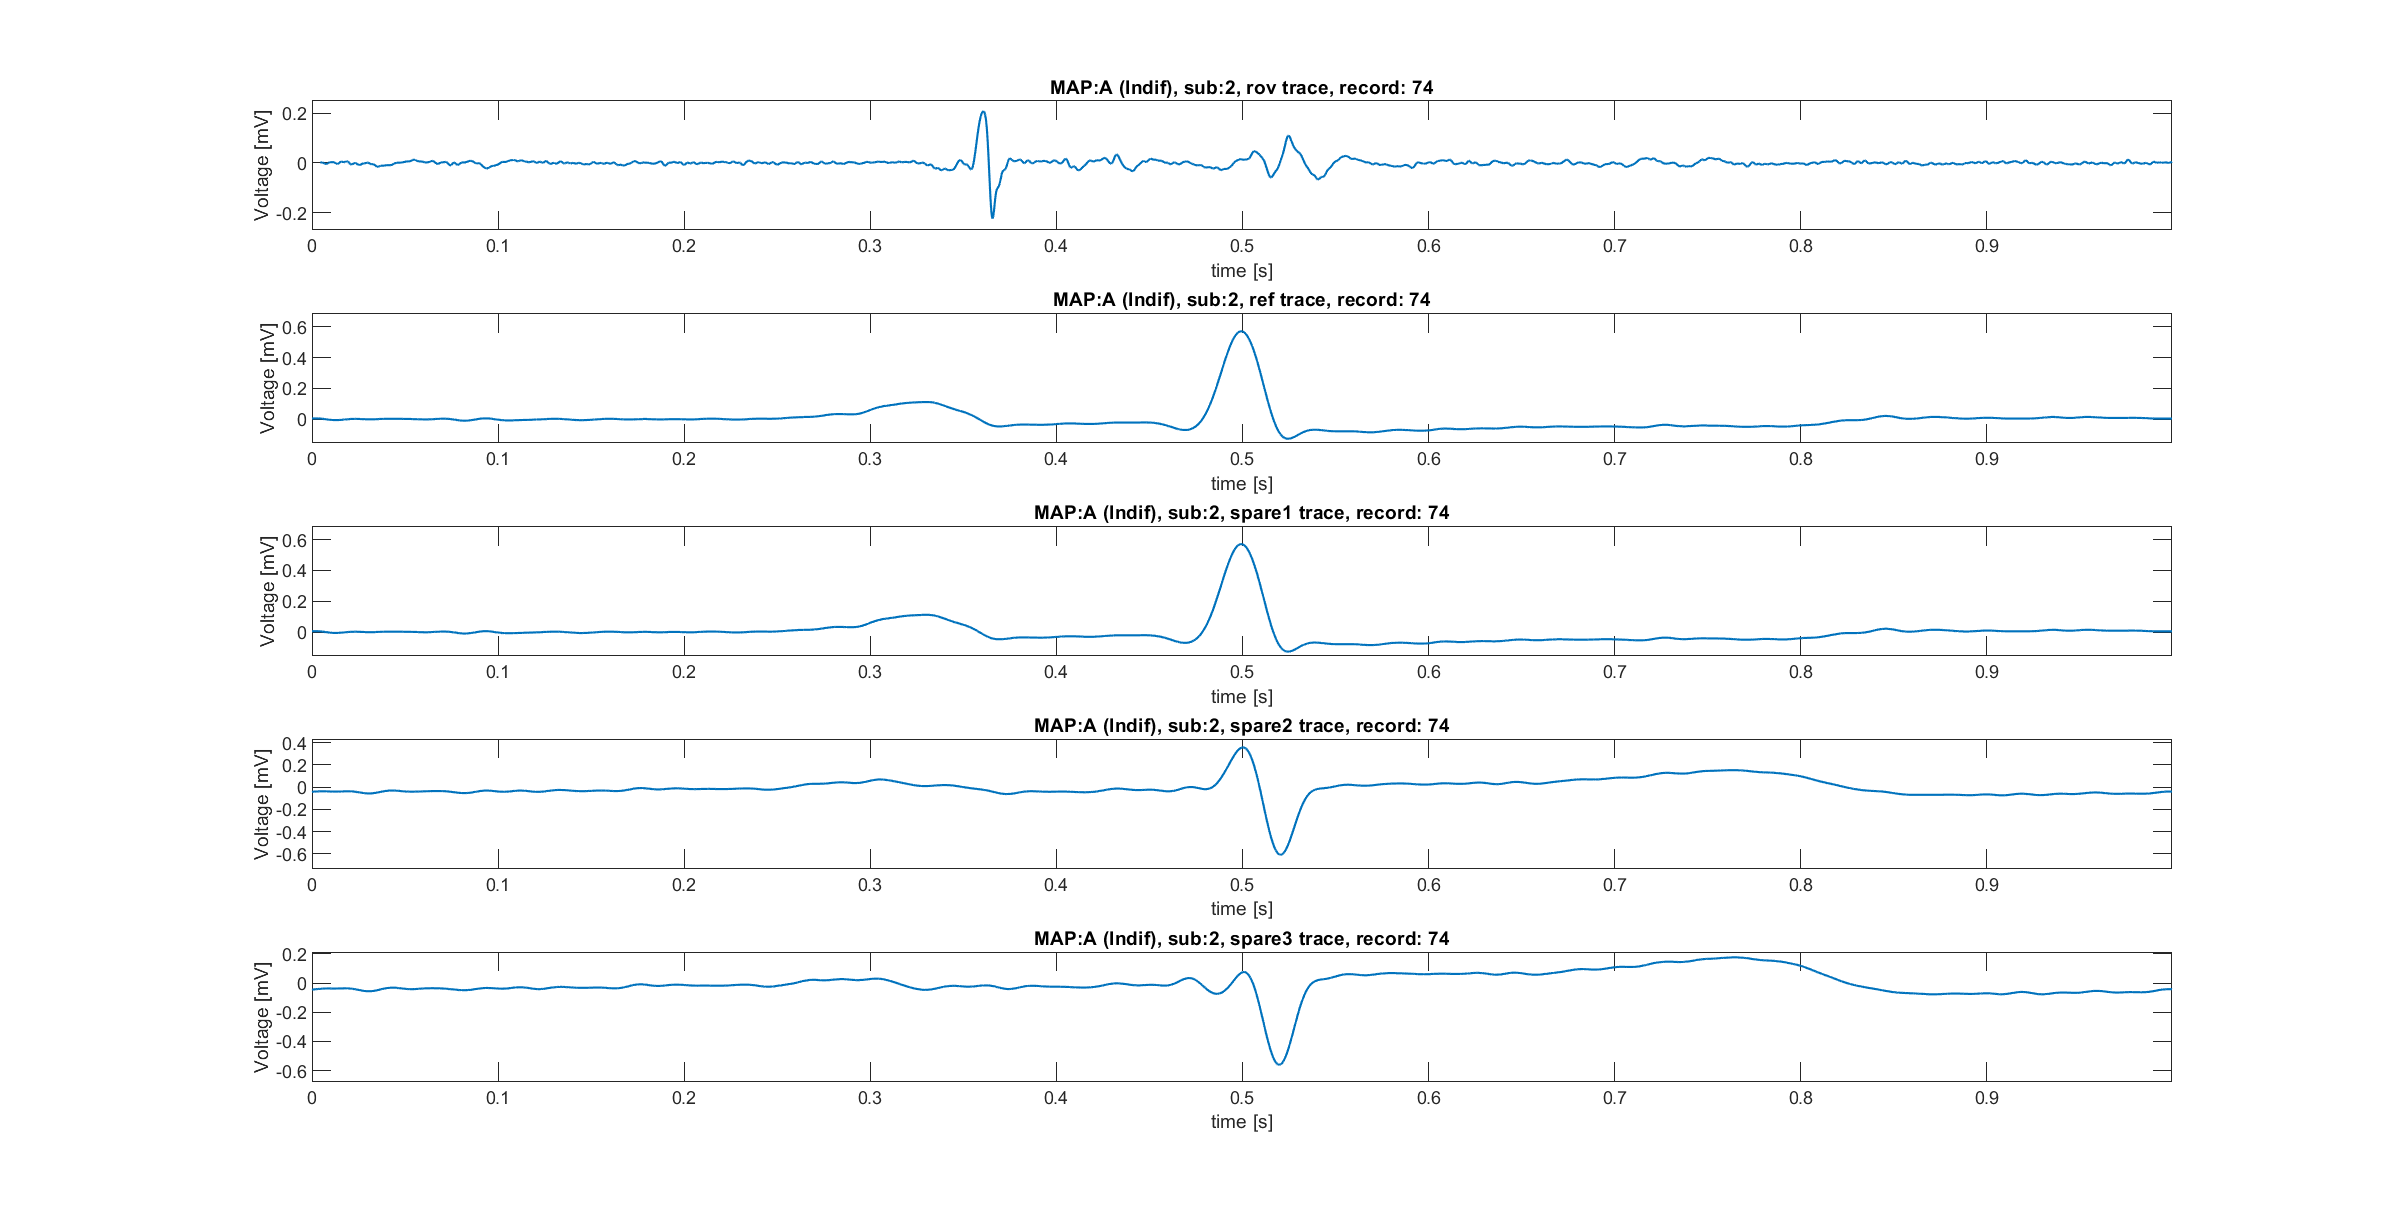 MAP:A (Indif), sub:2, rov trace, record: 74
Voltage [mV]
0.2
0
-0.2
0 0.1 0.2 0.3 0.4 0.5 0.6 0.7 0.8 0.9
time [s]
MAP:A (Indif), sub:2, ref trace, record: 74
Voltage [mV]
0.6
0.4
0.2
0
0 0.1 0.2 0.3 0.4 0.5 0.6 0.7 0.8 0.9
time [s]
MAP:A (Indif), sub:2, spare1 trace, record: 74
Voltage [mV]
0.6
0.4
0.2
0
0 0.1 0.2 0.3 0.4 0.5 0.6 0.7 0.8 0.9
time [s]
MAP:A (Indif), sub:2, spare2 trace, record: 74
Voltage [mV]
0.4
0.2
0
-0.2
-0.4
-0.6
0 0.1 0.2 0.3 0.4 0.5 0.6 0.7 0.8 0.9
time [s]
MAP:A (Indif), sub:2, spare3 trace, record: 74
Voltage [mV]
0.2
0
-0.2
-0.4
-0.6
0 0.1 0.2 0.3 0.4 0.5 0.6 0.7 0.8 0.9
time [s]